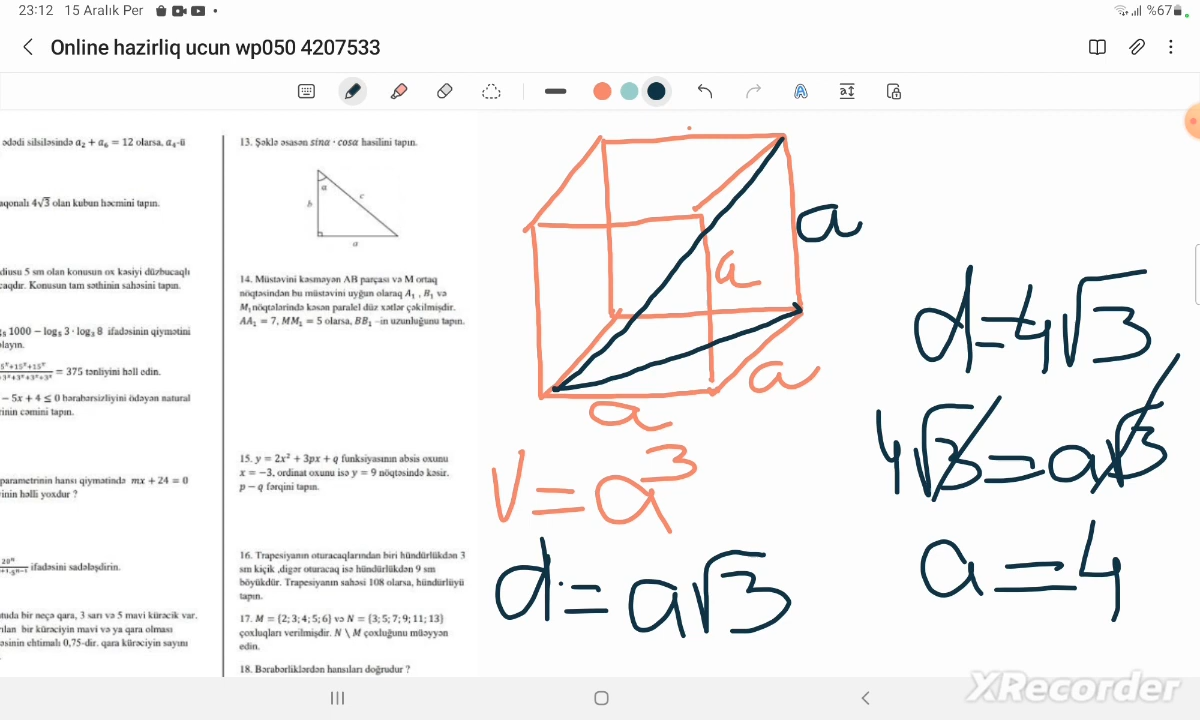 23:12 15 Aralık Per %67
Online hazirliq ucun wp050 4207533
ədədi silsiləsində a₂ + a₆ = 12 olarsa, a₄-ü
aqonalı 4√3 olan kubun həcmini tapın.
diusu 5 sm olan konusun ox kəsiyi düzbucaqlı
caqdır. Konusun tam səthinin sahəsini tapın.
1000 − log₅ 3 · log₃ 8 ifadəsinin qiymətini
layın.
= 375 tənliyini həll edin.
− 5x + 4 ≤ 0 bərabərsizliyini ödəyən natural
rinin cəmini tapın.
parametrinin hansı qiymətində mx + 24 = 0
rinin həlli yoxdur ?
ifadəsini sadələşdirin.
tuda bir neçə qara, 3 sarı və 5 mavi kürəcik var.
ılan bir kürəciyin mavi və ya qara olması
əsinin ehtimalı 0,75-dir. qara kürəciyin sayını
13. Şəklə əsasən sinα · cosα hasilini tapın.
α
b
c
a
14. Müstəvini kəsməyən AB parçası və M ortaq
nöqtəsindən bu müstəvini uyğun olaraq A₁ , B₁ və
M₁ nöqtələrində kəsən paralel düz xətlər çəkilmişdir.
AA₁ = 7, MM₁ = 5 olarsa, BB₁ –in uzunluğunu tapın.
15. y = 2x² + 3px + q funksiyasının absis oxunu
x = −3, ordinat oxunu isə y = 9 nöqtəsində kəsir.
p − q fərqini tapın.
16. Trapesiyanın oturacaqlarından biri hündürlükdən 3
sm kiçik ,digər oturacaq isə hündürlükdən 9 sm
böyükdür. Trapesiyanın sahəsi 108 olarsa, hündürlüyü
tapın.
17. M = {2; 3; 4; 5; 6} və N = {3; 5; 7; 9; 11; 13}
çoxluqları verilmişdir. N \ M çoxluğunu müəyyən
edin.
18. Bərabərliklərdən hansıları doğrudur ?
a
a
a
a
V = a³
d = a√3
d = 4√3
4√3 = a√3
a = 4
XRecorder